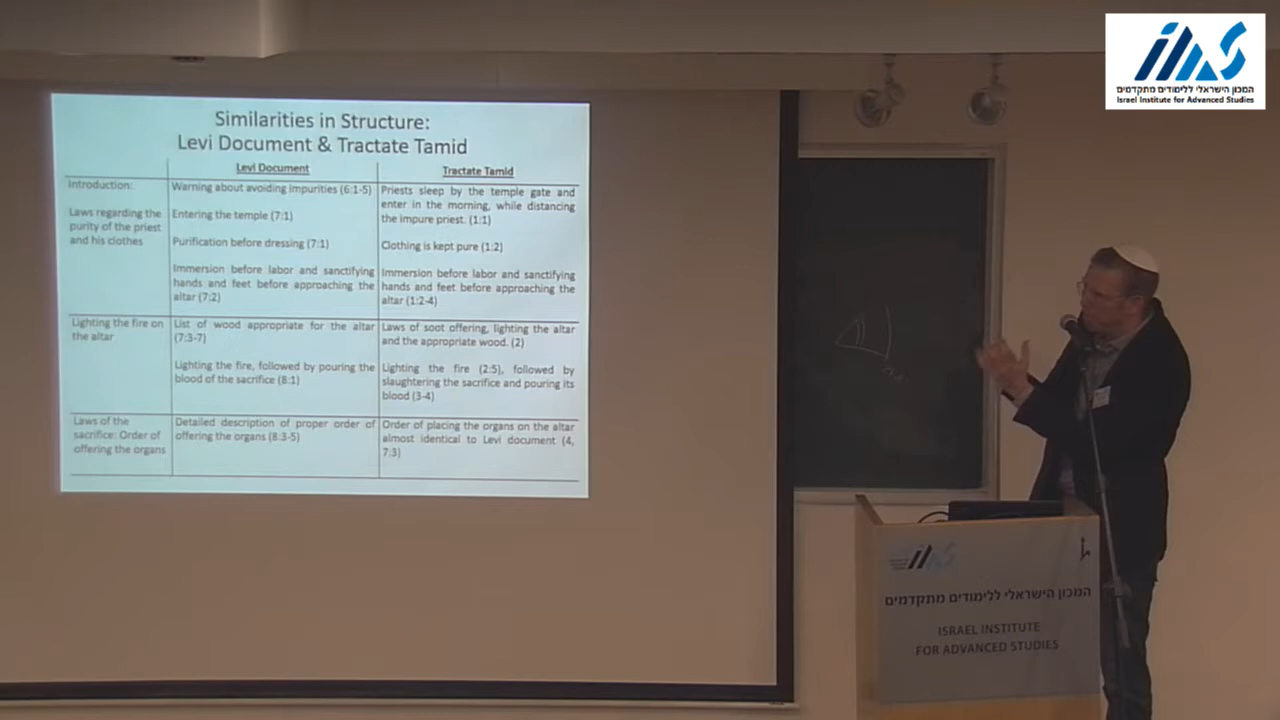 Similarities in Structure:
Levi Document & Tractate Tamid
Levi Document
Tractate Tamid
Introduction:
Laws regarding the
purity of the priest
and his clothes
Warning about avoiding impurities (6:1-5)
Entering the temple (7:1)
Purification before dressing (7:1)
Immersion before labor and sanctifying
hands and feet before approaching the
altar (7:2)
Priests sleep by the temple gate and
enter in the morning, while distancing
the impure priest. (1:1)
Clothing is kept pure (1:2)
Immersion before labor and sanctifying
hands and feet before approaching the
altar (1:2-4)
Lighting the fire on
the altar
List of wood appropriate for the altar
(7:3-7)
Lighting the fire, followed by pouring the
blood of the sacrifice (8:1)
Laws of soot offering, lighting the altar
and the appropriate wood. (2)
Lighting the fire (2:5), followed by
slaughtering the sacrifice and pouring its
blood (3-4)
Laws of the
sacrifice: Order of
offering the organs
Detailed description of proper order of
offering the organs (8:3-5)
Order of placing the organs on the altar
almost identical to Levi document (4,
7:3)
iias
המכון הישראלי ללימודים מתקדמים
Israel Institute for Advanced Studies
iias
המכון הישראלי ללימודים מתקדמים
ISRAEL INSTITUTE
FOR ADVANCED STUDIES